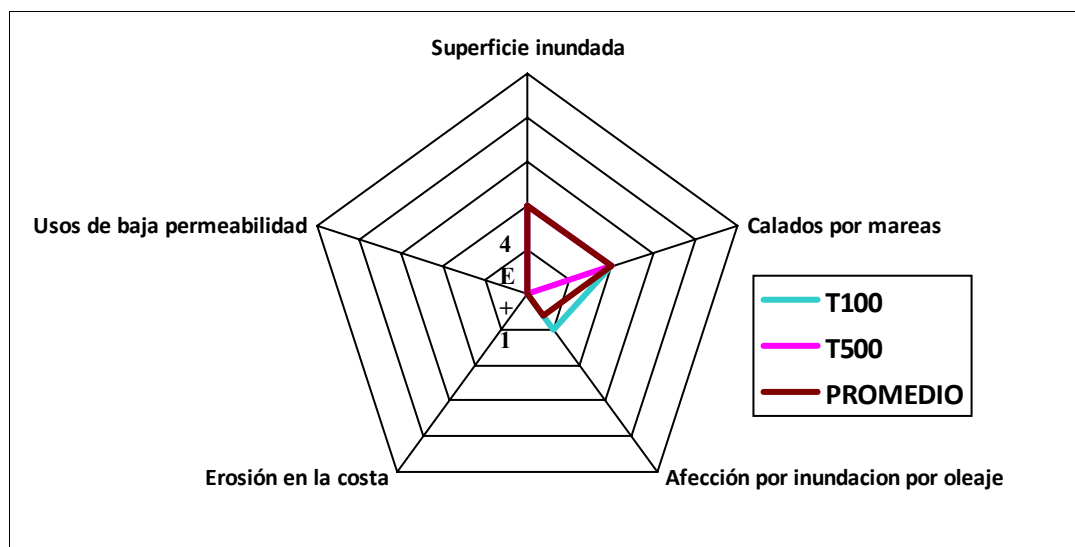 Superficie inundada
Usos de baja permeabilidad
4
E
+
1
Calados por mareas
T100
T500
PROMEDIO
Erosión en la costa
Afección por inundacion por oleaje